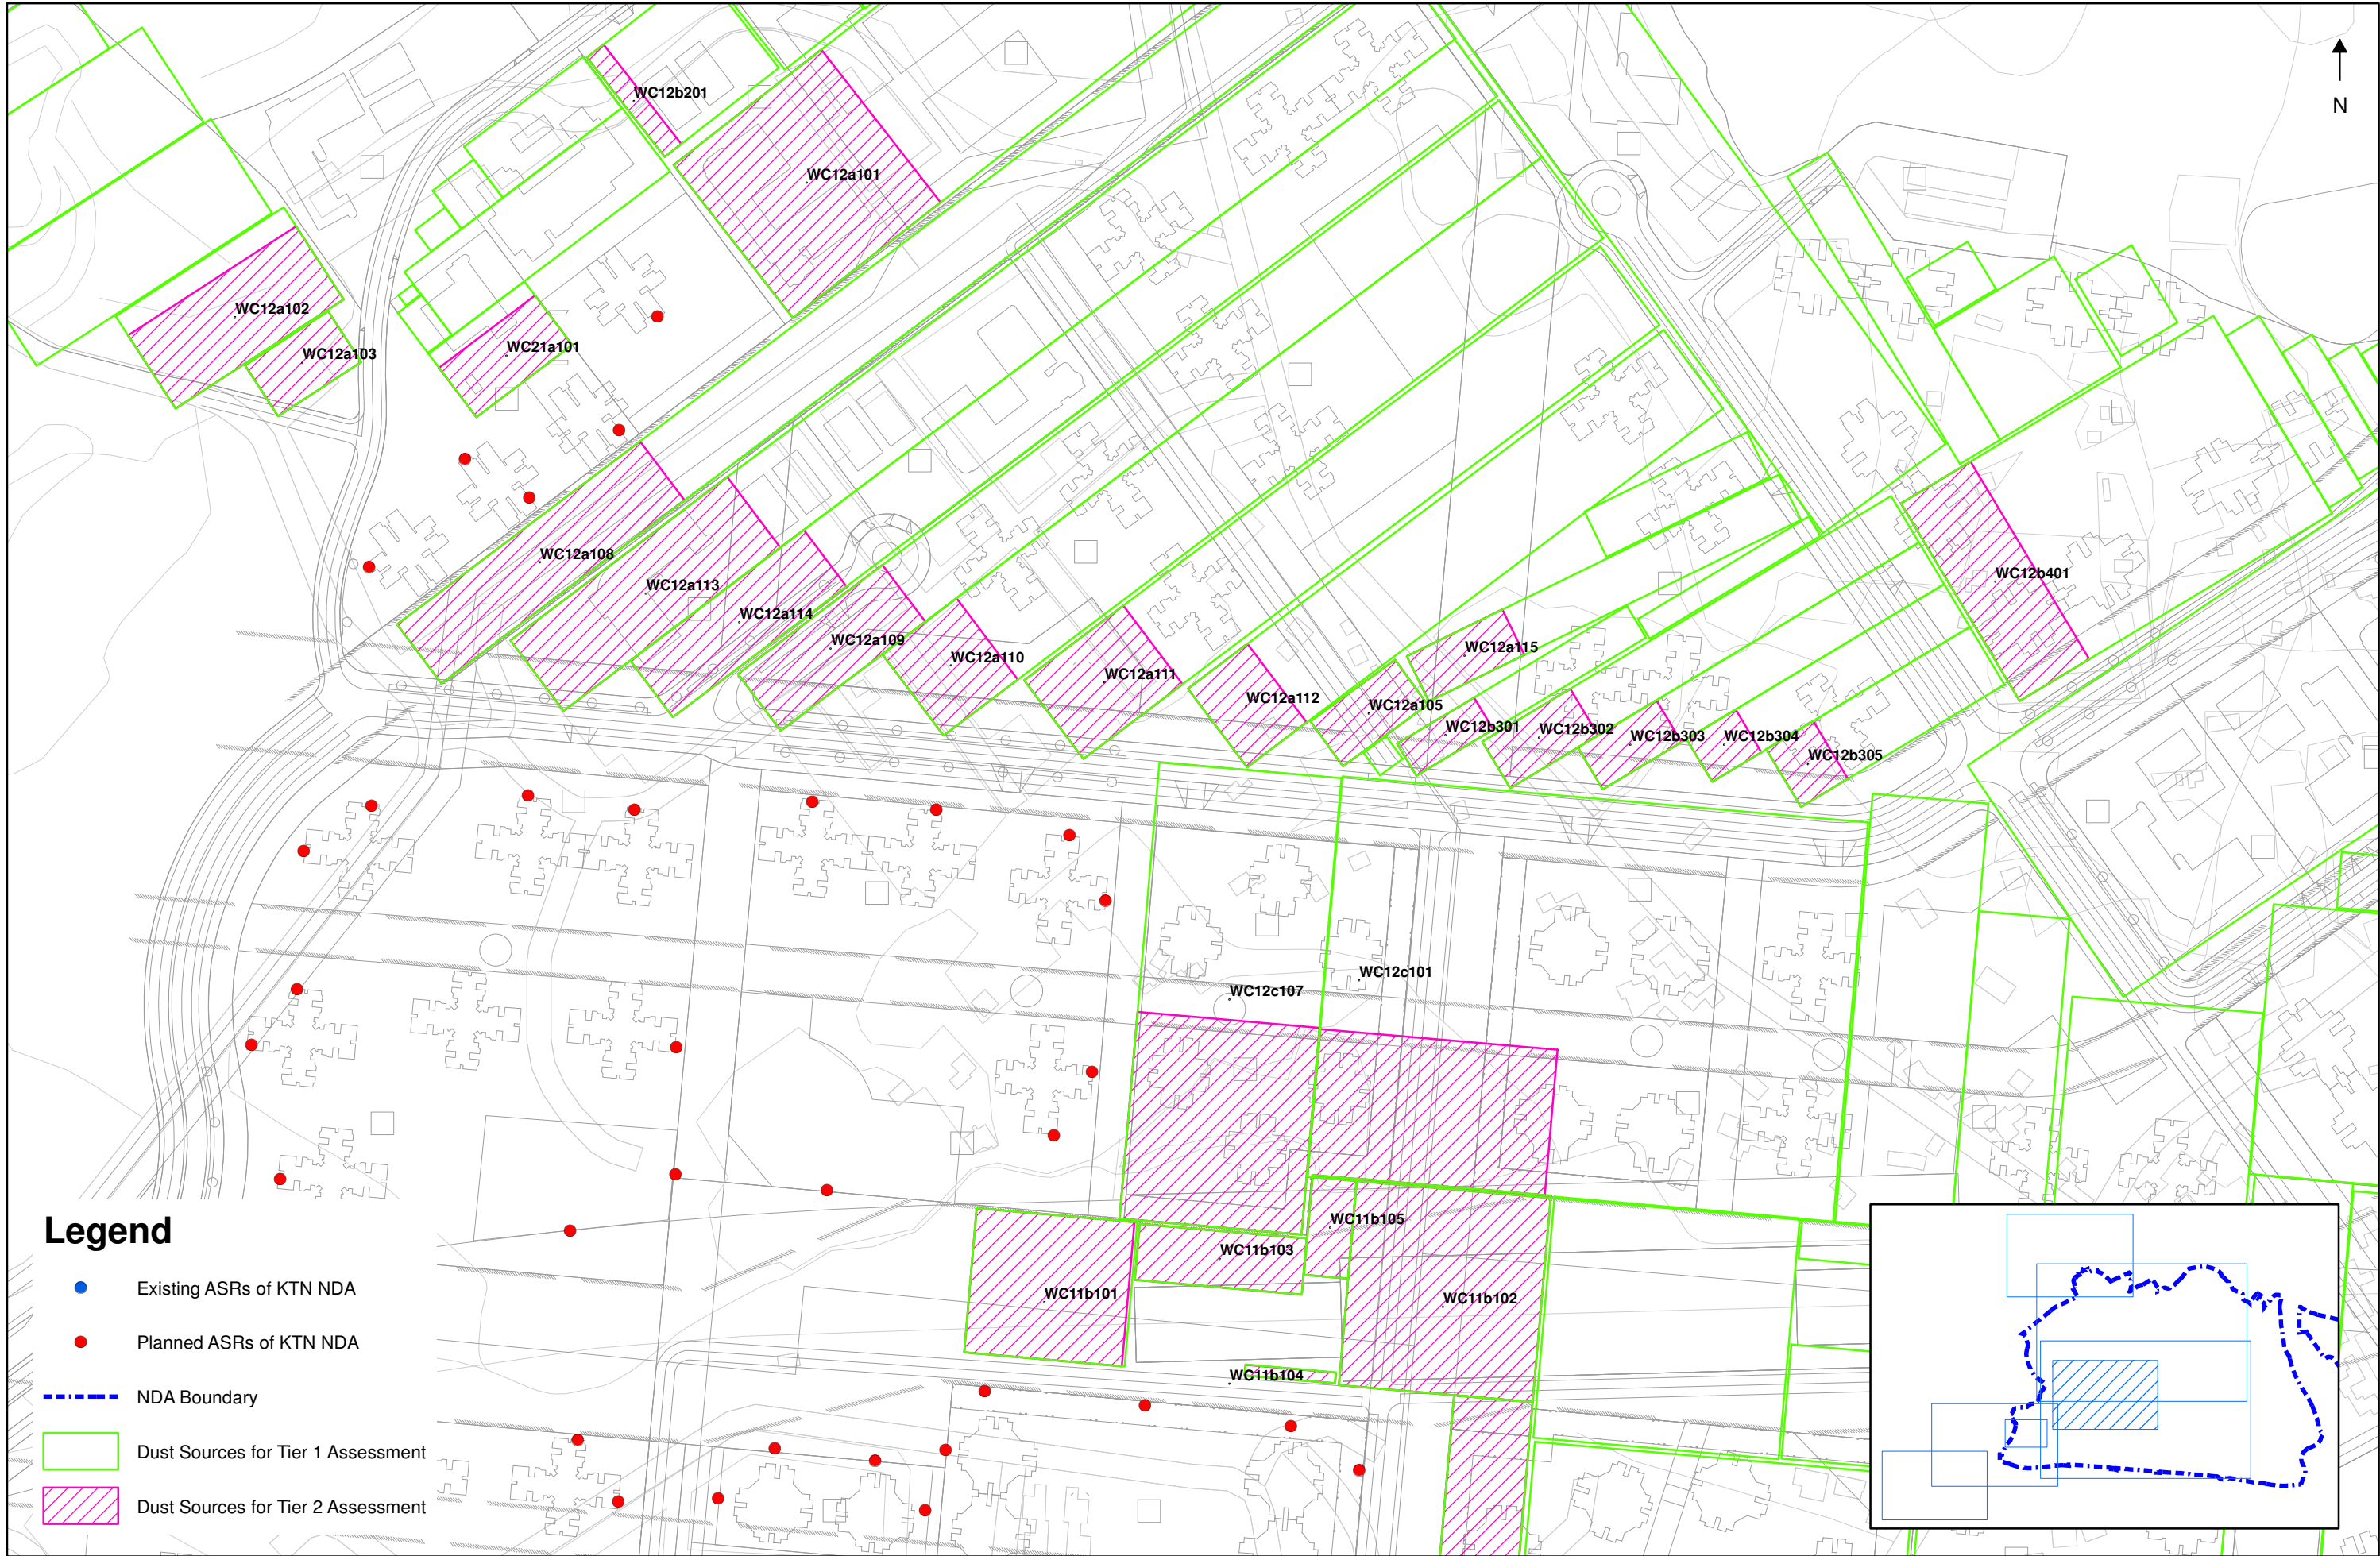 N
WC12b201
WC12a101
WC12a102
WC12a103
WC21a101
WC12a108
WC12a113
WC12a114
WC12a109
WC12a110
WC12a111
WC12a112
WC12a105
WC12a115
WC12b301
WC12b302
WC12b303
WC12b304
WC12b305
WC12b401
WC12c101
WC12c107
WC11b105
WC11b103
WC11b101
WC11b102
WC11b104
Legend
Existing ASRs of KTN NDA
Planned ASRs of KTN NDA
NDA Boundary
Dust Sources for Tier 1 Assessment
Dust Sources for Tier 2 Assessment